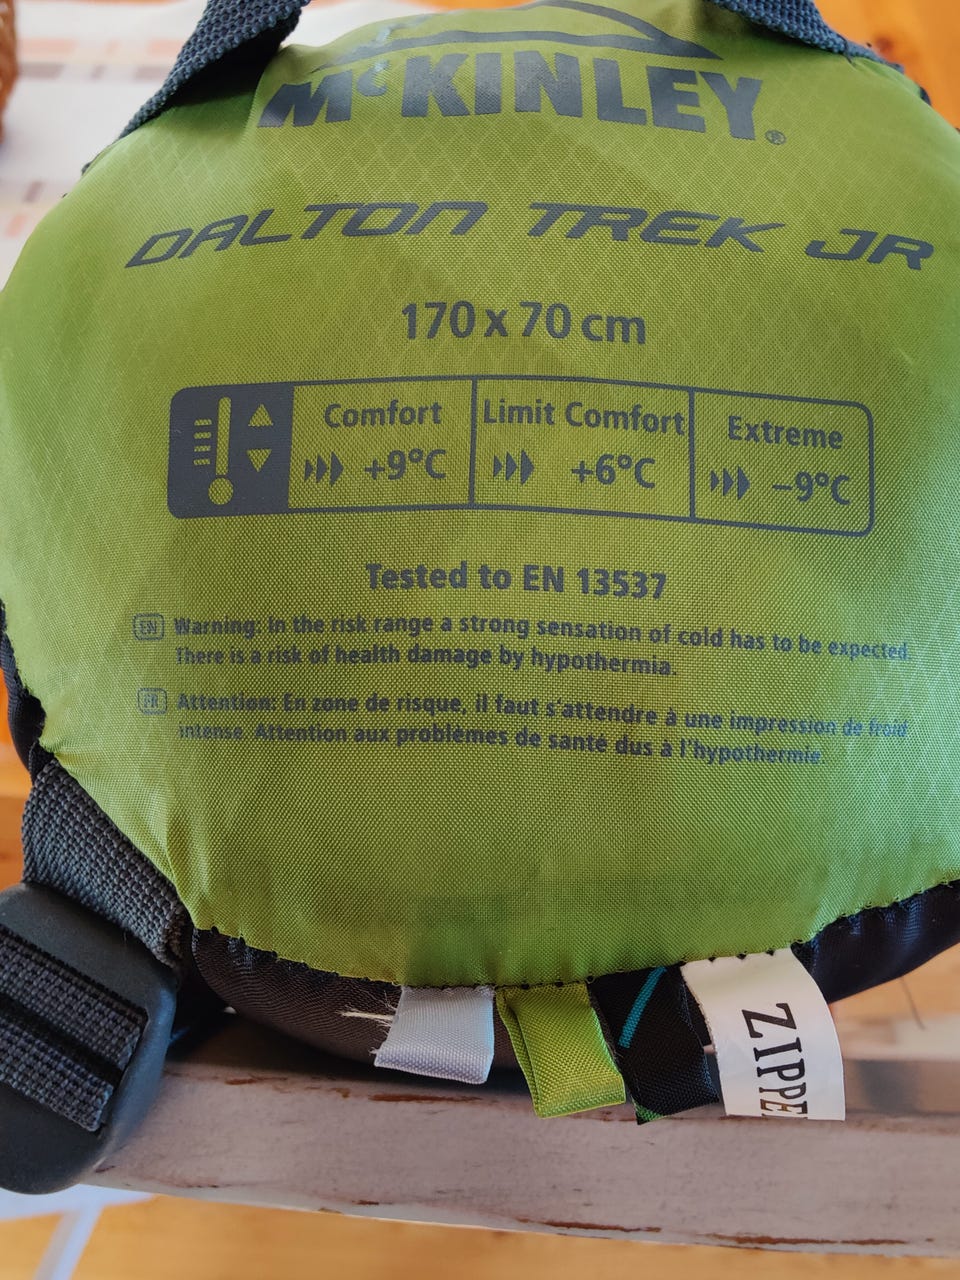 McKINLEY®
DALTON TREK JR
170 x 70 cm
Comfort Limit Comfort Extreme
+9°C +6°C –9°C
Tested to EN 13537
EN Warning: In the risk range a strong sensation of cold has to be expected.
There is a risk of health damage by hypothermia.
FR Attention: En zone de risque, il faut s'attendre à une impression de froid
intense. Attention aux problèmes de santé dus à l'hypothermie.
ZIPPE